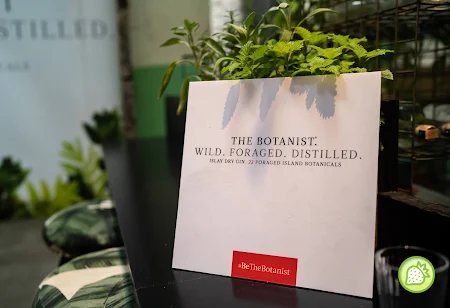 STILLED.
THE BOTANIST.
WILD. FORAGED. DISTILLED.
ISLAY DRY GIN. 22 FORAGED ISLAND BOTANICALS
#BeTheBotanist